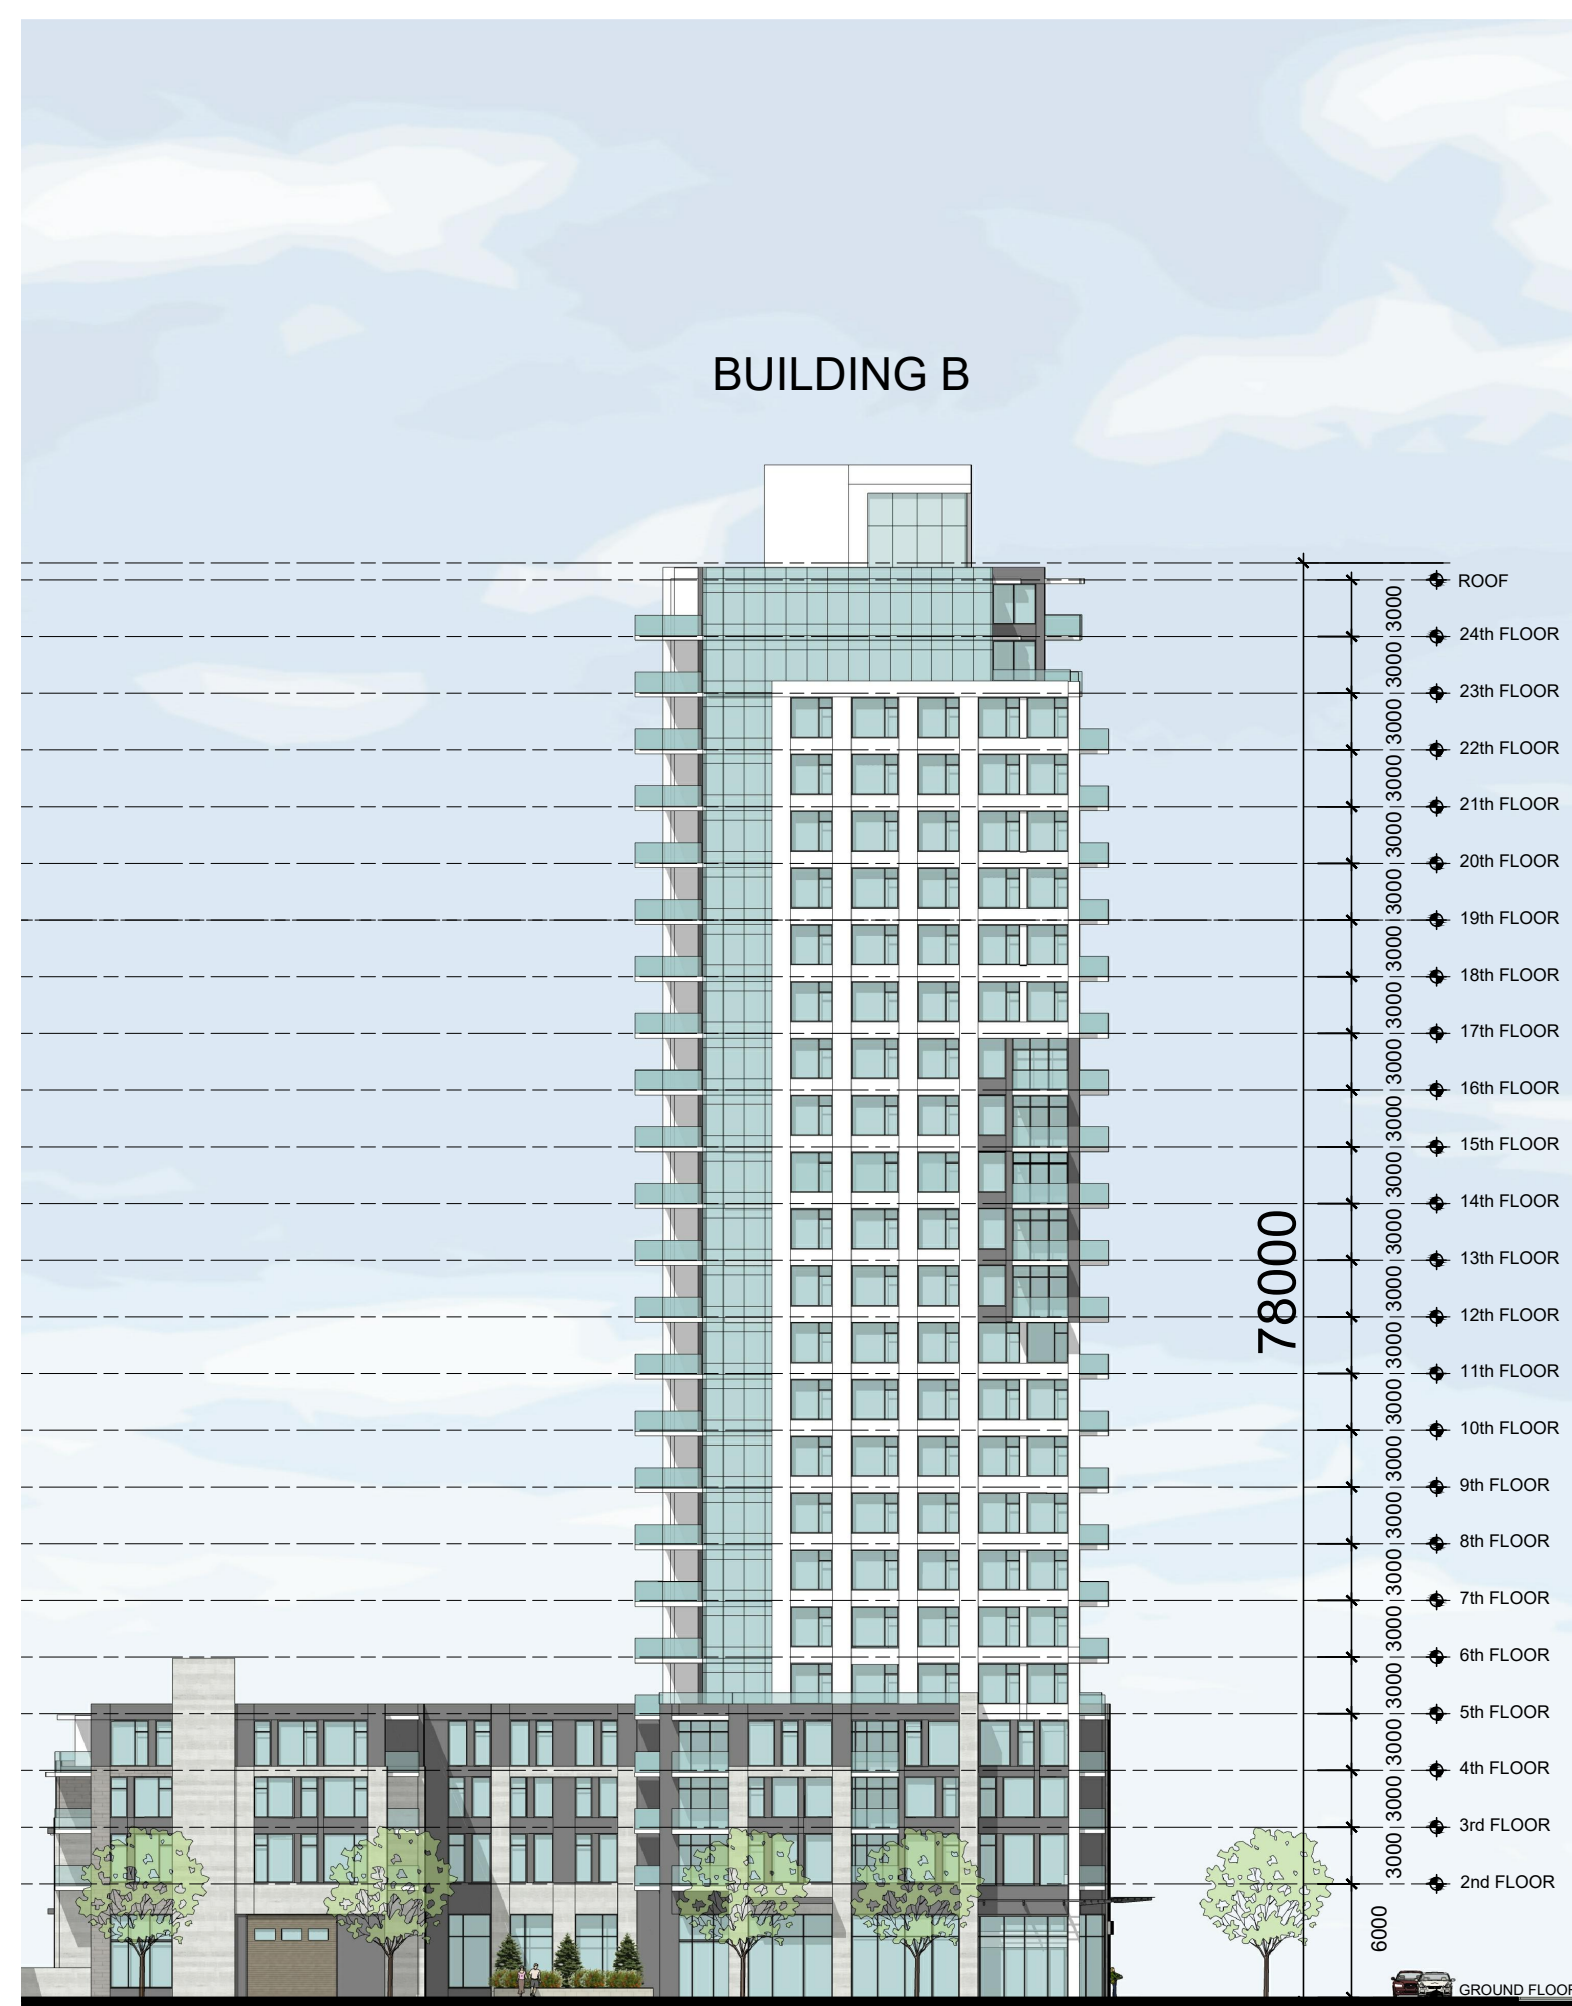 BUILDING B
ROOF
3000
24th FLOOR
3000
23th FLOOR
3000
22th FLOOR
3000
21th FLOOR
3000
20th FLOOR
3000
19th FLOOR
3000
18th FLOOR
3000
17th FLOOR
3000
16th FLOOR
3000
15th FLOOR
3000
14th FLOOR
3000
13th FLOOR
78000
3000
12th FLOOR
3000
11th FLOOR
3000
10th FLOOR
3000
9th FLOOR
3000
8th FLOOR
3000
7th FLOOR
3000
6th FLOOR
3000
5th FLOOR
3000
4th FLOOR
3000
3rd FLOOR
3000
2nd FLOOR
6000
GROUND FLOOR